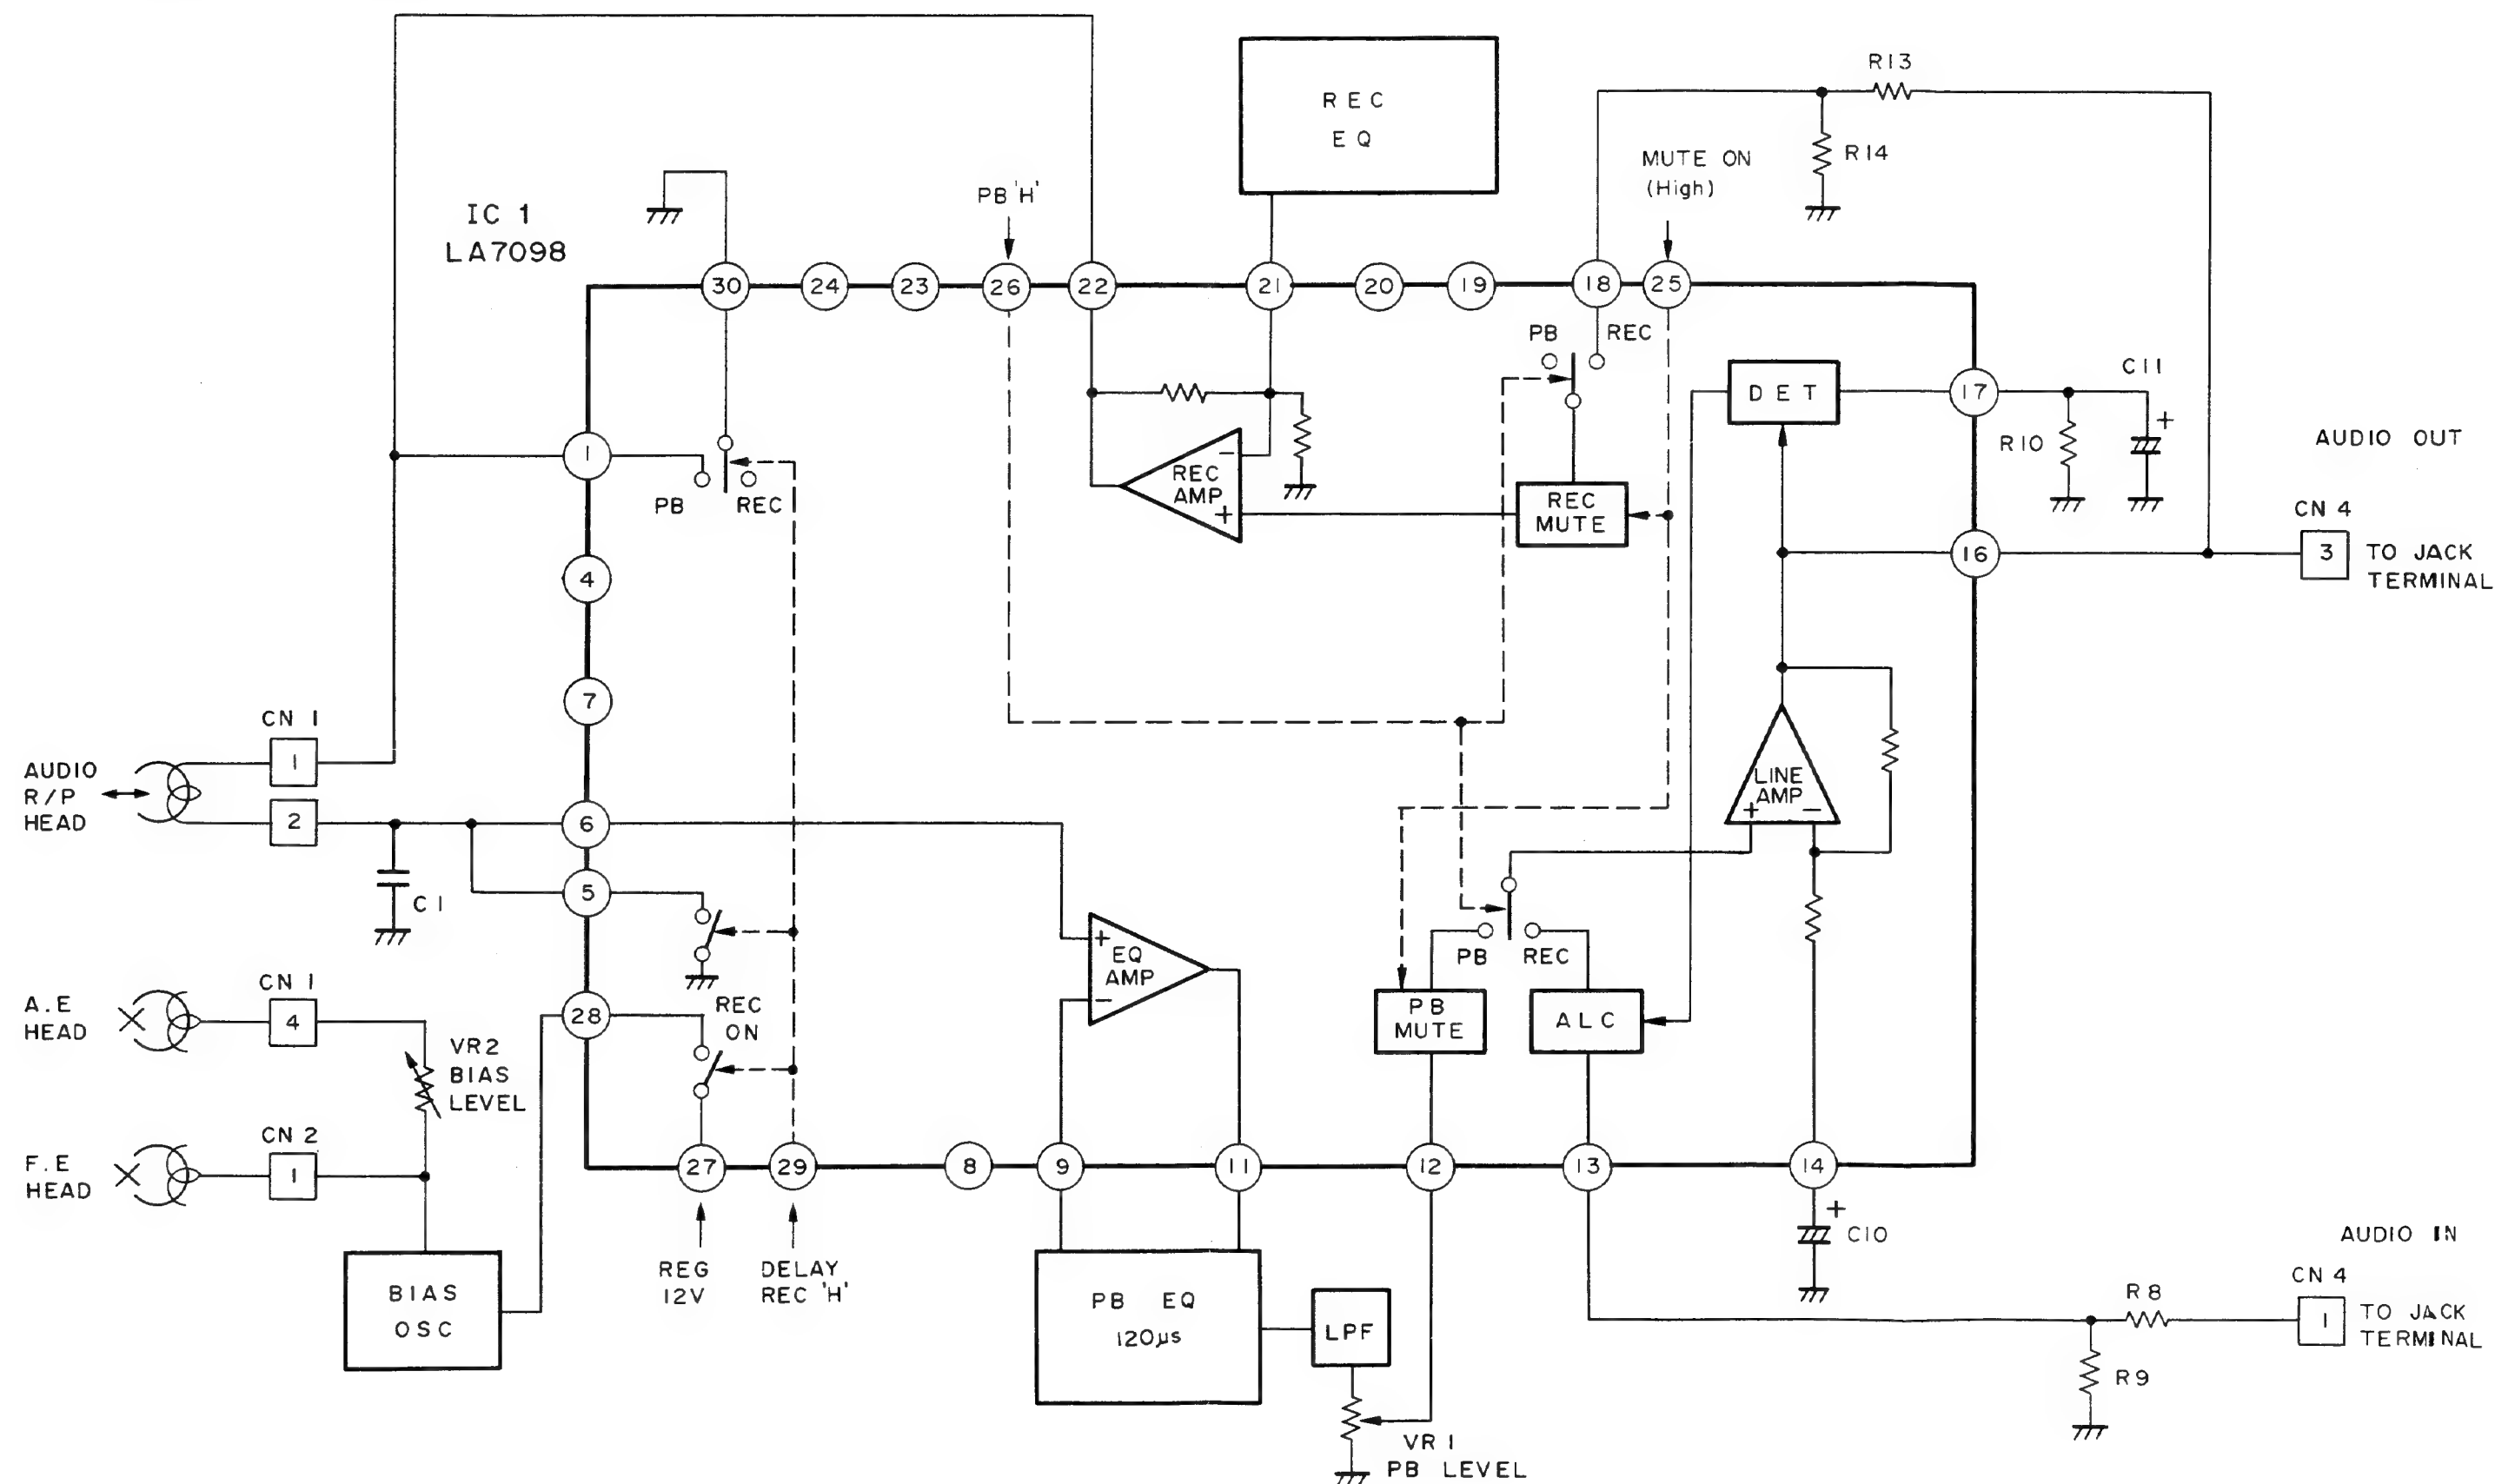 R13
REC
EQ
R14
MUTE ON
(High)
PB 'H'
IC 1
LA7098
30
24
23
26
22
21
20
19
18
25
PB
REC
C11
DET
17
R10
AUDIO OUT
1
REC
AMP
-
+
REC
MUTE
PB
REC
+
CN 4
16
3
TO JACK
TERMINAL
4
7
CN 1
1
AUDIO
R/P
HEAD
2
6
LINE
AMP
+
-
5
C1
+
EQ
AMP
-
PB
REC
A.E
HEAD
CN 1
4
28
REC
ON
PB
MUTE
ALC
VR2
BIAS
LEVEL
F.E
HEAD
CN 2
1
27
29
8
9
11
12
13
14
+
C10
AUDIO IN
REG
12V
DELAY
REC 'H'
BIAS
OSC
PB EQ
120μs
LPF
R8
CN 4
1
TO JACK
TERMINAL
R9
VR1
PB LEVEL